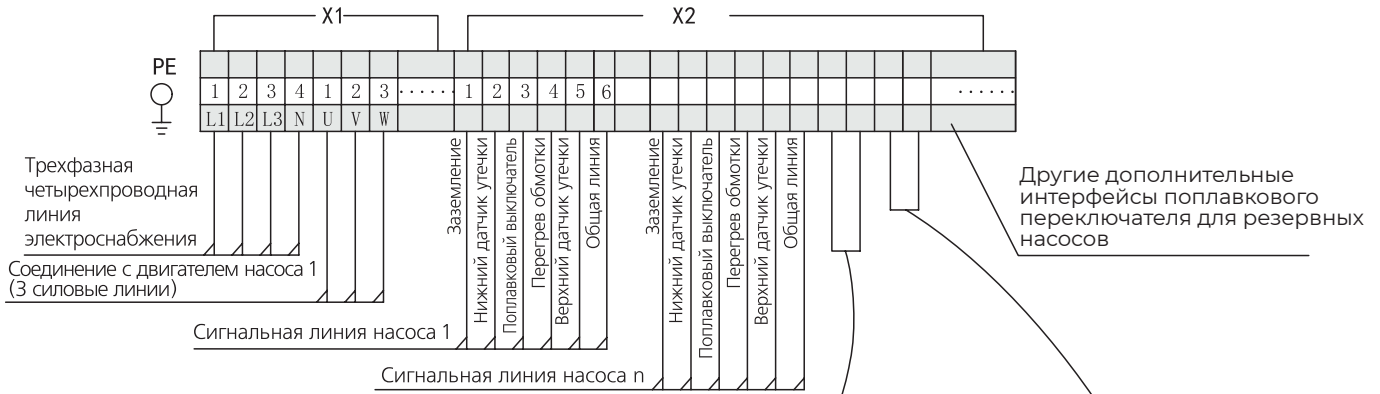 X1
X2
PE
1 2 3 4 1 2 3 ······ 1 2 3 4 5 6 ······
L1 L2 L3 N U V W
Трехфазная
четырехпроводная
линия
электроснабжения
Соединение с двигателем насоса 1
(3 силовые линии)
Заземление
Нижний датчик утечки
Поплавковый выключатель
Перегрев обмотки
Верхний датчик утечки
Общая линия
Сигнальная линия насоса 1
Заземление
Нижний датчик утечки
Поплавковый выключатель
Перегрев обмотки
Верхний датчик утечки
Общая линия
Сигнальная линия насоса n
Другие дополнительные
интерфейсы поплавкового
переключателя для резервных
насосов